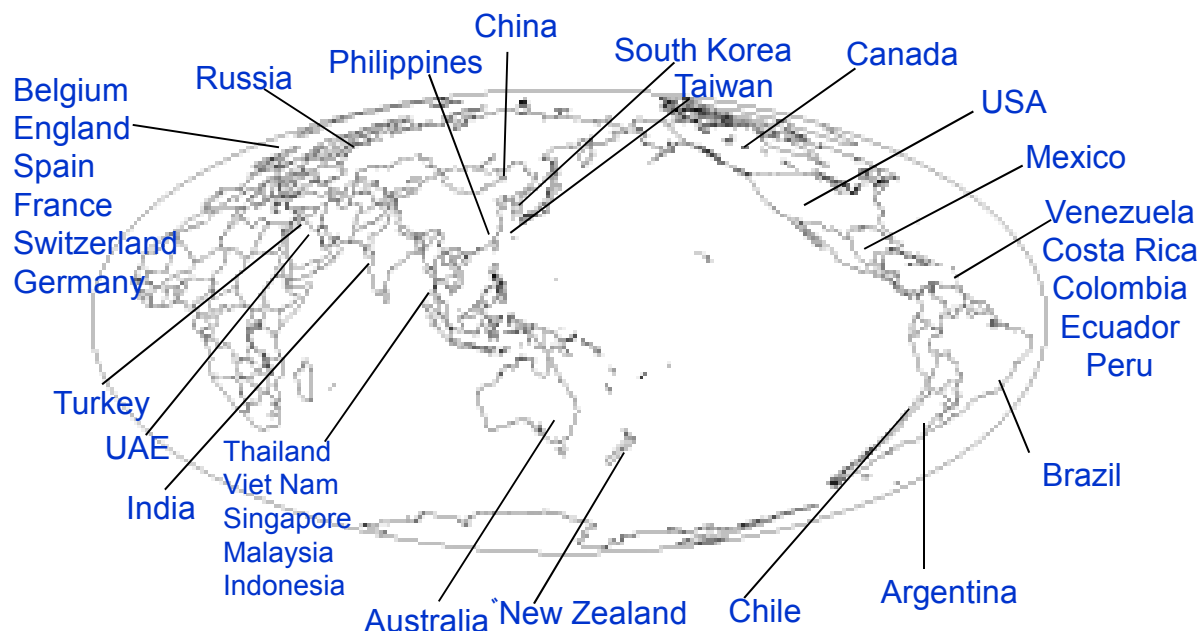 China
Philippines
South Korea
Taiwan
Canada
Russia
USA
Belgium
England
Spain
France
Switzerland
Germany
Mexico
Venezuela
Costa Rica
Colombia
Ecuador
Peru
Turkey
UAE
India
Thailand
Viet Nam
Singapore
Malaysia
Indonesia
Brazil
Argentina
Chile
Australia
‶New Zealand